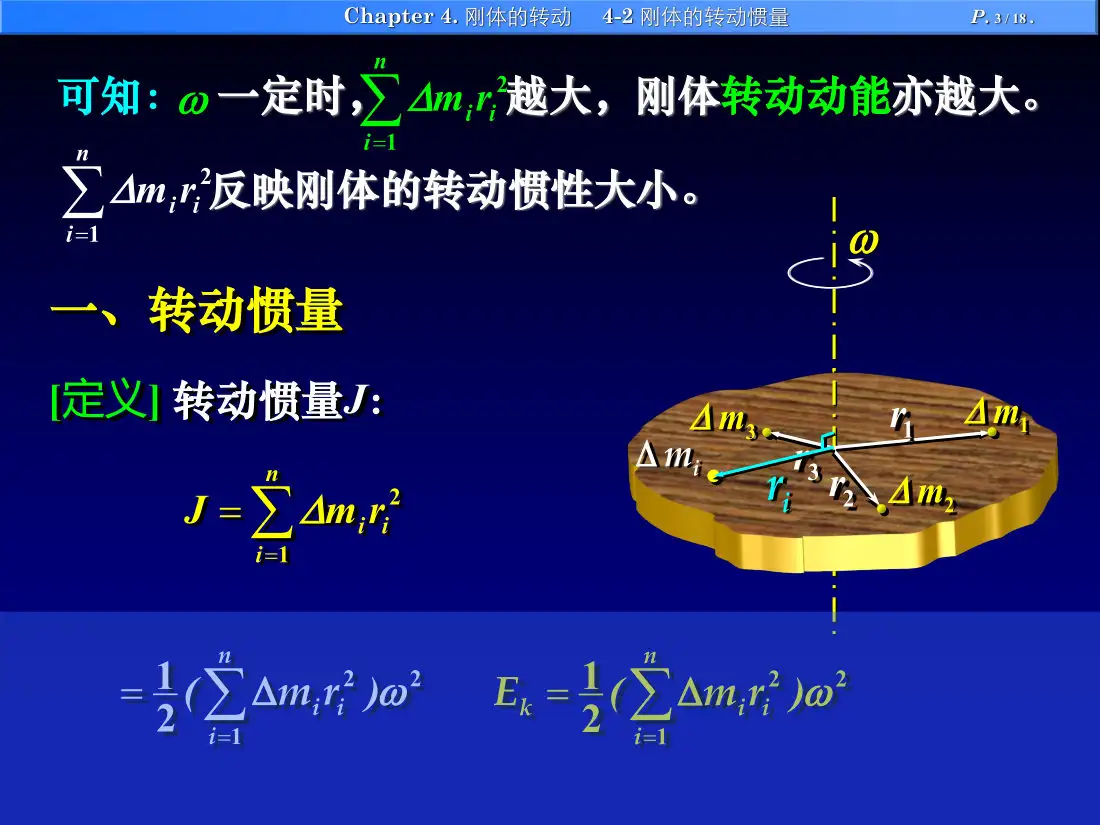 Chapter 4. 刚体的转动 4-2 刚体的转动惯量 P. 3 / 18 .
可知: ω 一定时, ∑_{i=1}^{n} Δm_i r_i^2 越大，刚体转动动能亦越大。
∑_{i=1}^{n} Δm_i r_i^2 反映刚体的转动惯性大小。
ω
一、转动惯量
[定义] 转动惯量J:
Δm_3 r_1 Δm_1
Δm_i r_3
r_i r_2 Δm_2
J = ∑_{i=1}^{n} Δm_i r_i^2
= 1/2 (∑_{i=1}^{n} Δm_i r_i^2 )ω^2 E_k = 1/2 (∑_{i=1}^{n} Δm_i r_i^2 )ω^2